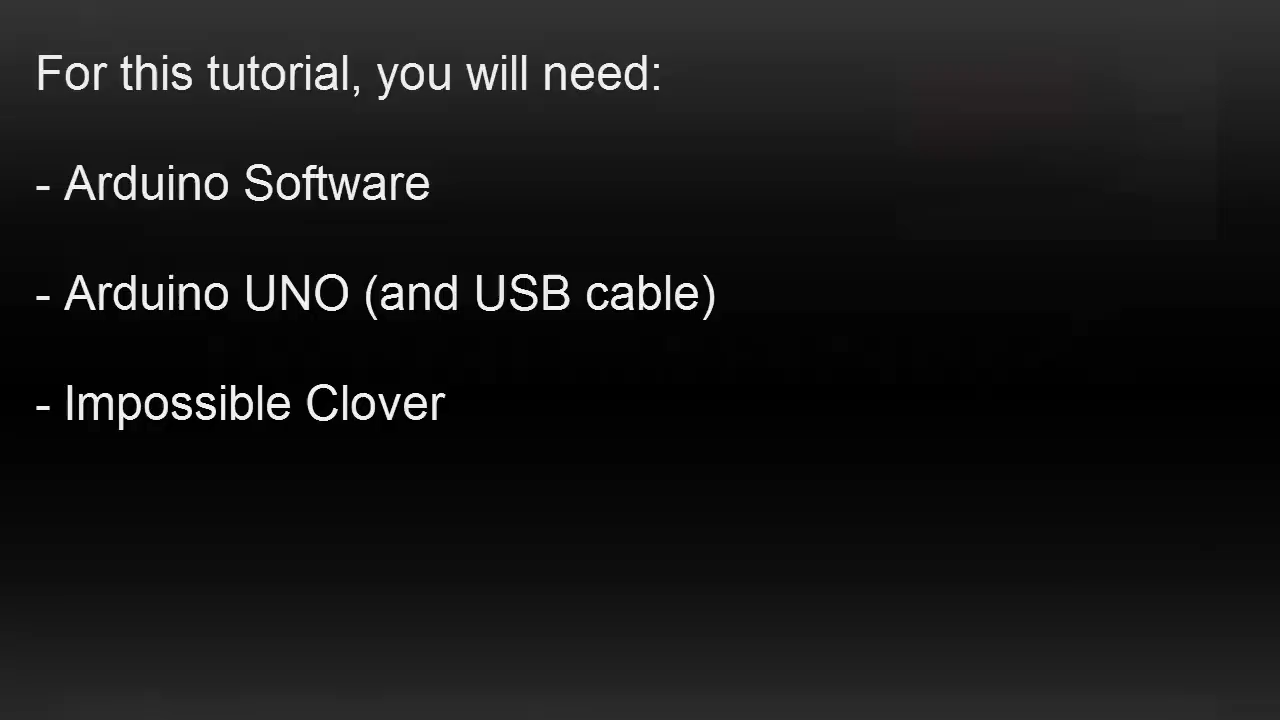 For this tutorial, you will need:
- Arduino Software
- Arduino UNO (and USB cable)
- Impossible Clover